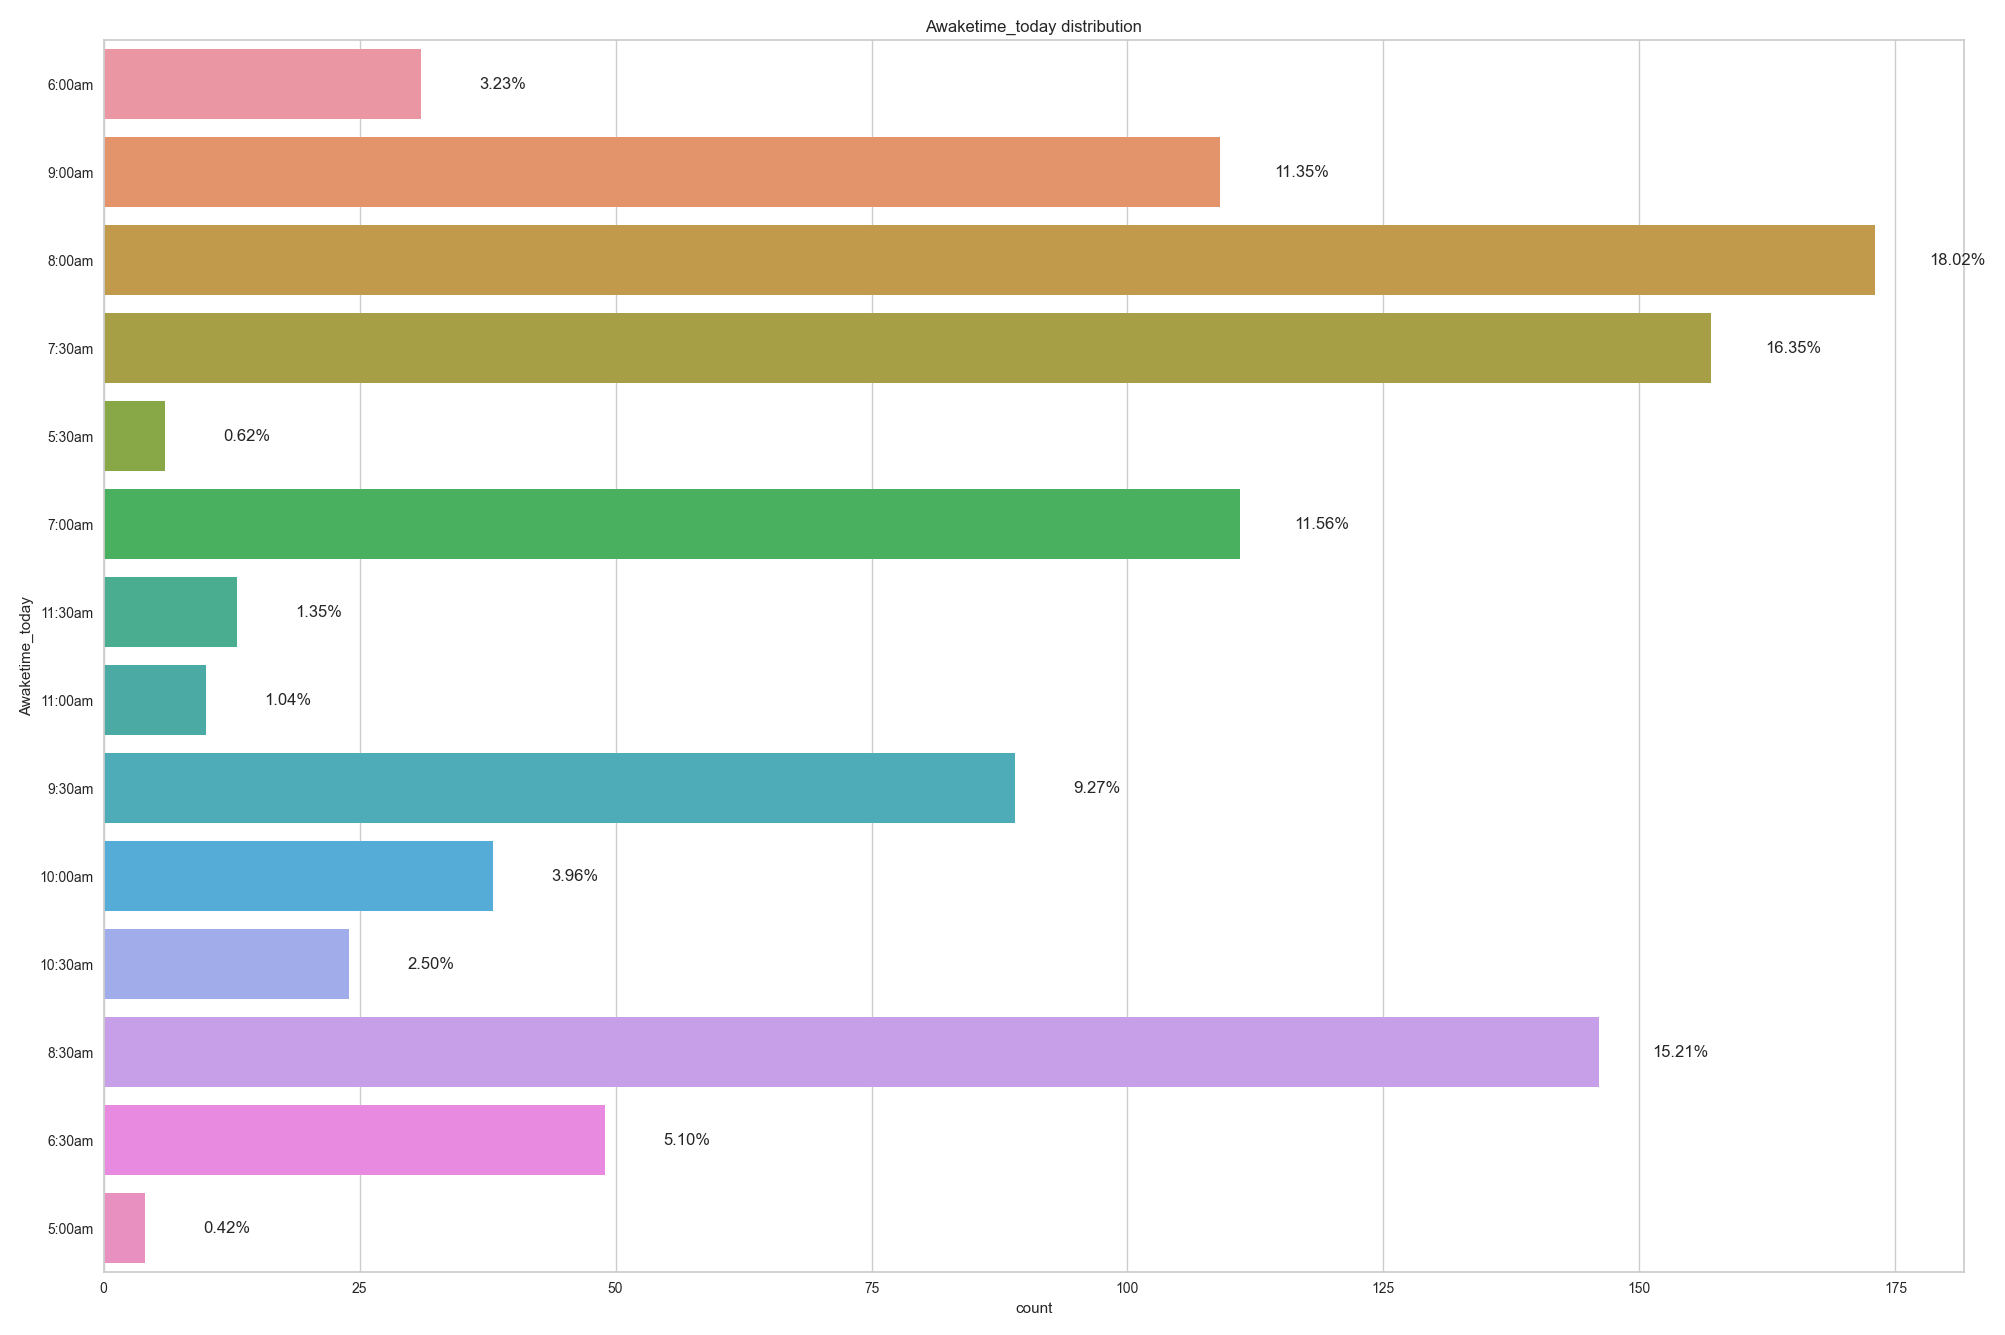 Awaketime_today distribution
6:00am 3.23%
9:00am 11.35%
8:00am 18.02%
7:30am 16.35%
5:30am 0.62%
7:00am 11.56%
11:30am 1.35%
11:00am 1.04%
9:30am 9.27%
10:00am 3.96%
10:30am 2.50%
8:30am 15.21%
6:30am 5.10%
5:00am 0.42%
Awaketime_today
0 25 50 75 100 125 150 175
count